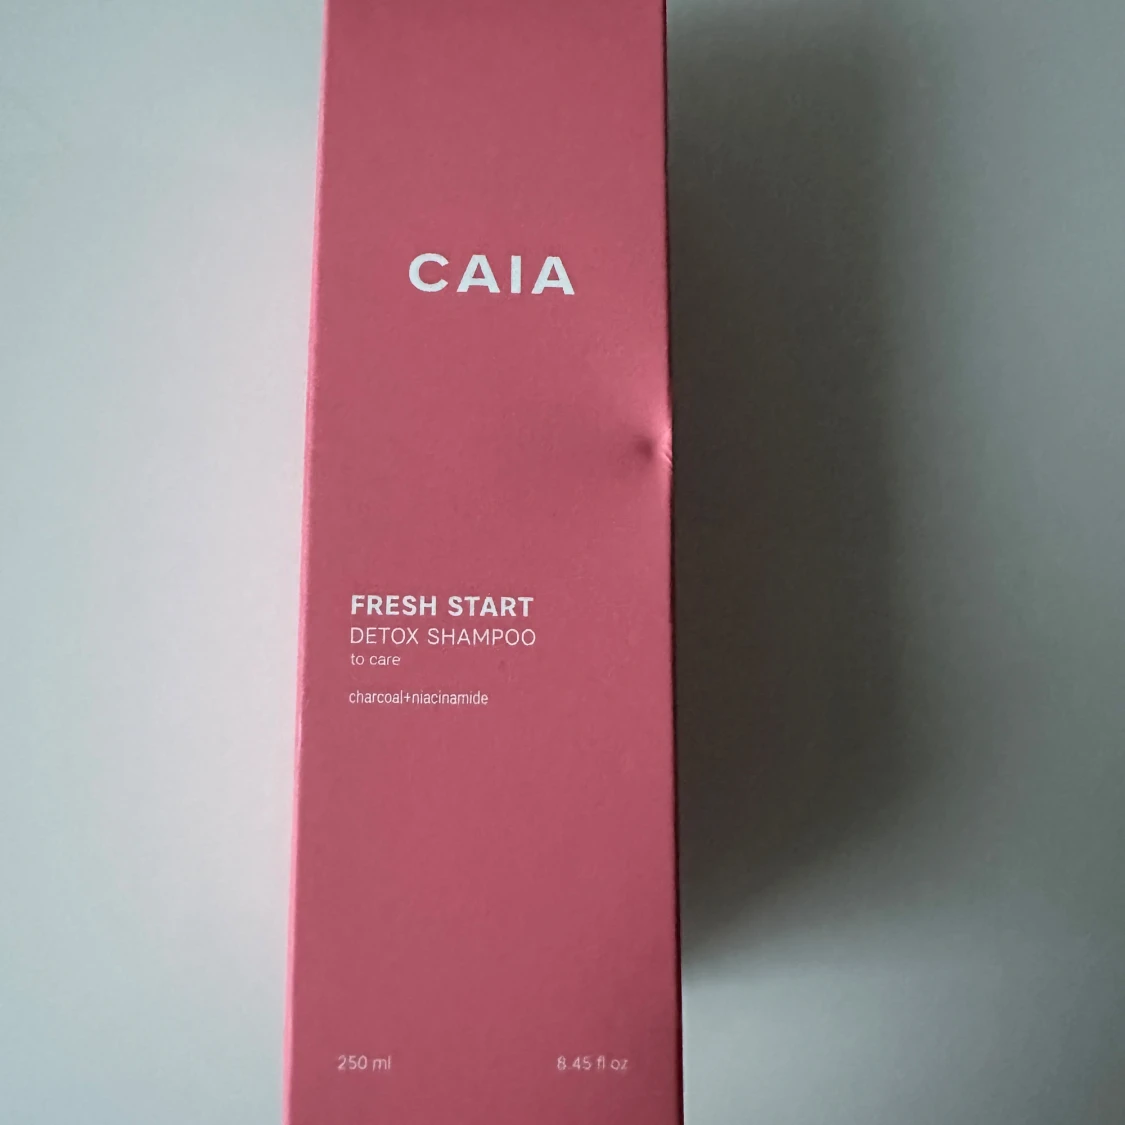 CAIA
FRESH START
DETOX SHAMPOO
to care
charcoal+niacinamide
250 ml 8.45 fl oz